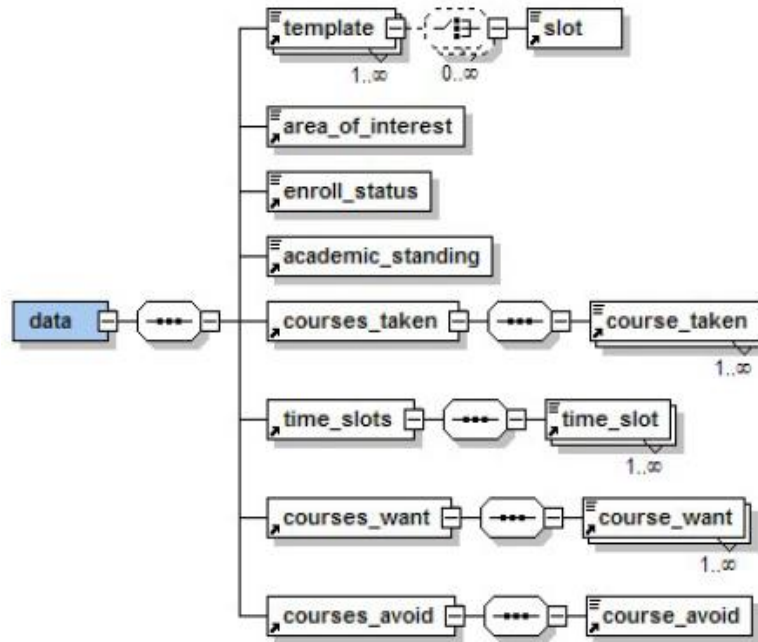 template
slot
1..∞
0..∞
area_of_interest
enroll_status
academic_standing
data
courses_taken
course_taken
1..∞
time_slots
time_slot
1..∞
courses_want
course_want
1..∞
courses_avoid
course_avoid